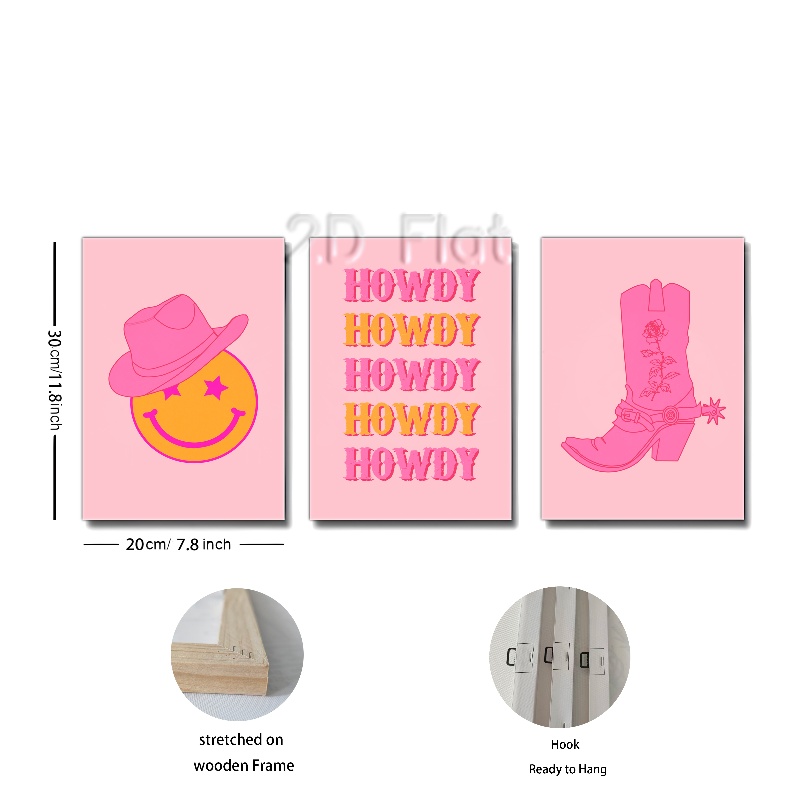 2D Flat
HOWDY
HOWDY
HOWDY
HOWDY
HOWDY
30cm/11.8inch
20cm/ 7.8 inch
stretched on
wooden Frame
Hook
Ready to Hang